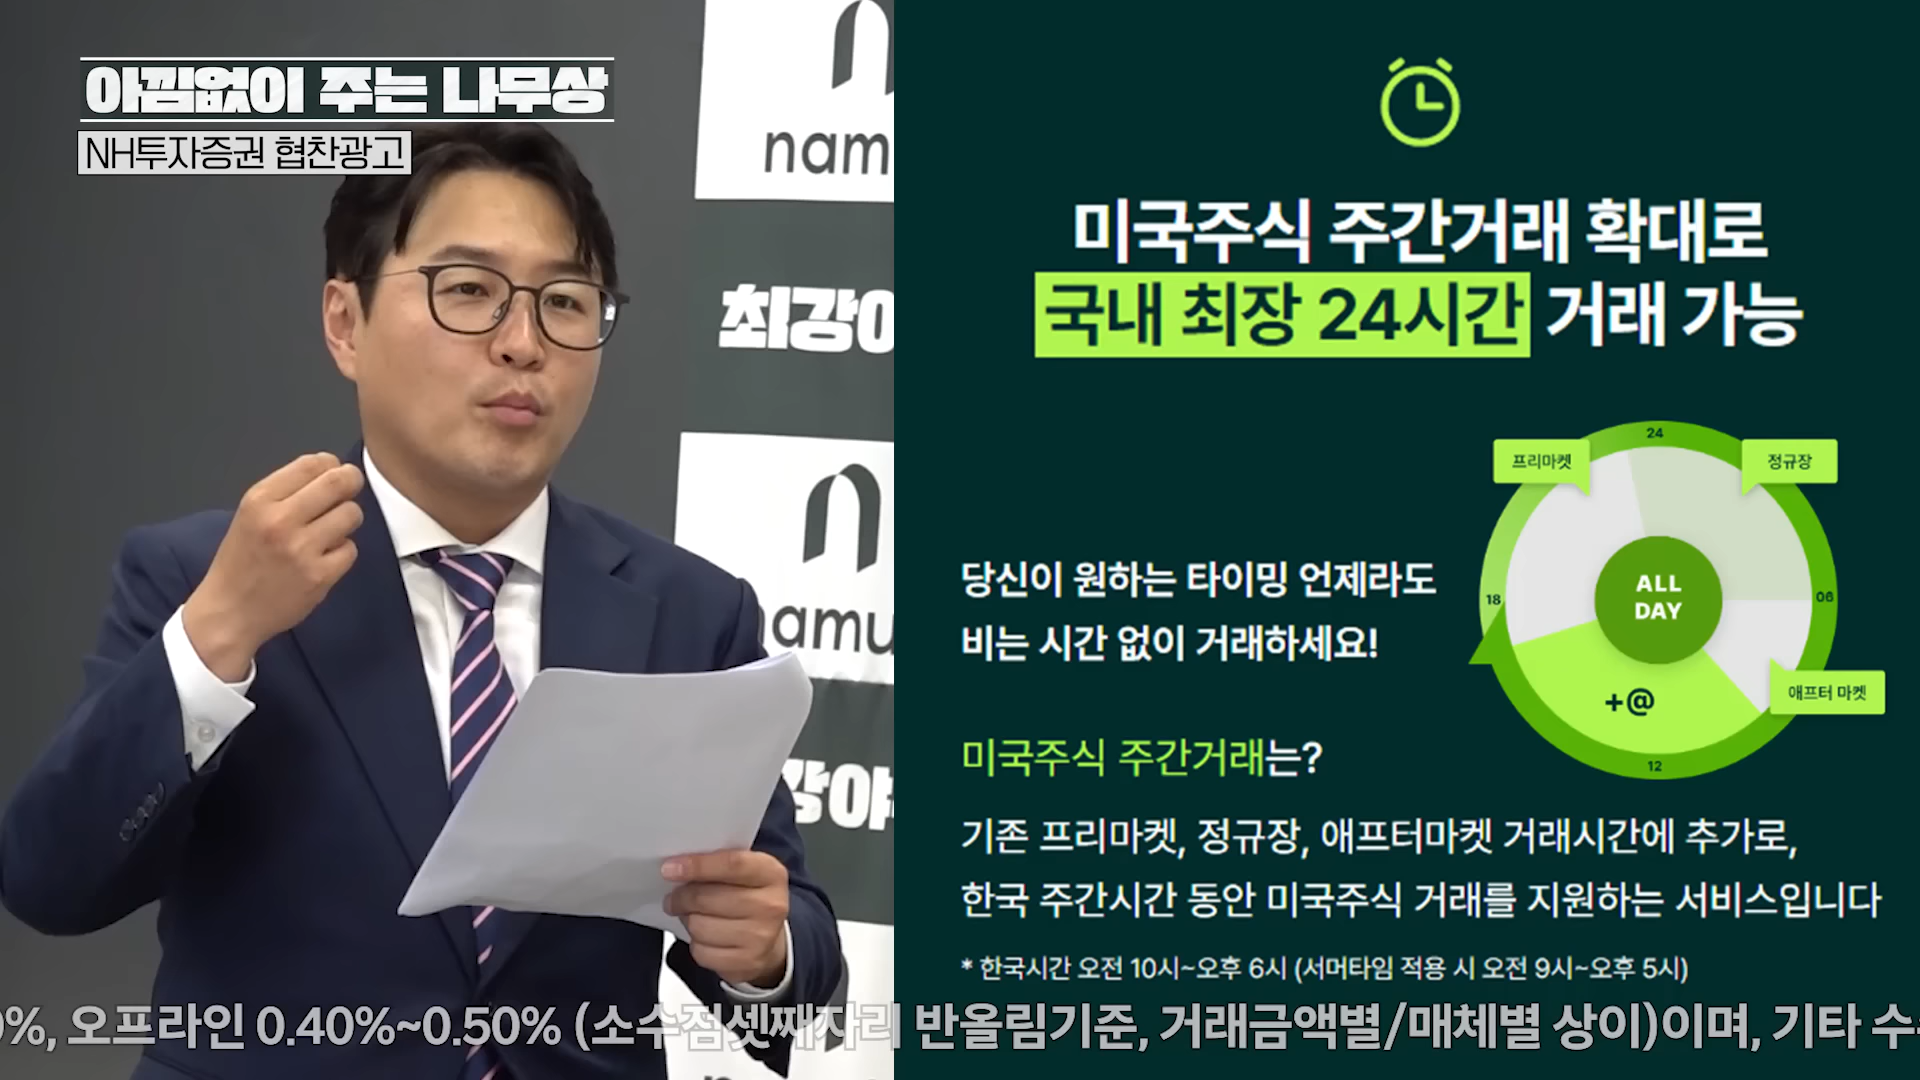 아낌없이 주는 나무상
NH투자증권 협찬광고
nam
최강야
namu
강야
미국주식 주간거래 확대로
국내 최장 24시간 거래 가능
당신이 원하는 타이밍 언제라도
비는 시간 없이 거래하세요!
24
프리마켓
정규장
18
06
ALL
DAY
+@
애프터 마켓
12
미국주식 주간거래는?
기존 프리마켓, 정규장, 애프터마켓 거래시간에 추가로,
한국 주간시간 동안 미국주식 거래를 지원하는 서비스입니다
* 한국시간 오전 10시~오후 6시 (서머타임 적용 시 오전 9시~오후 5시)
%, 오프라인 0.40%~0.50% (소수점셋째자리 반올림기준, 거래금액별/매체별 상이)이며, 기타 수